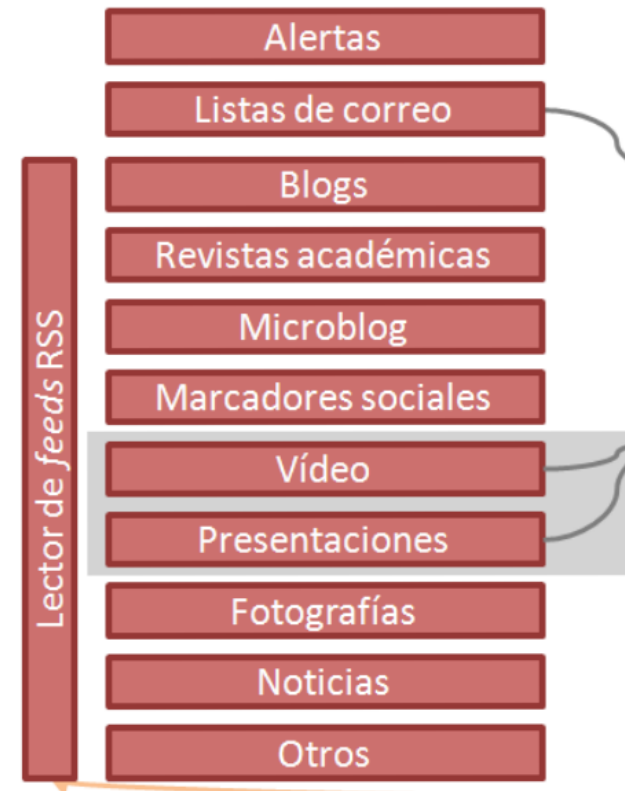 Alertas
Listas de correo
Lector de feeds RSS
Blogs
Revistas académicas
Microblog
Marcadores sociales
Vídeo
Presentaciones
Fotografías
Noticias
Otros